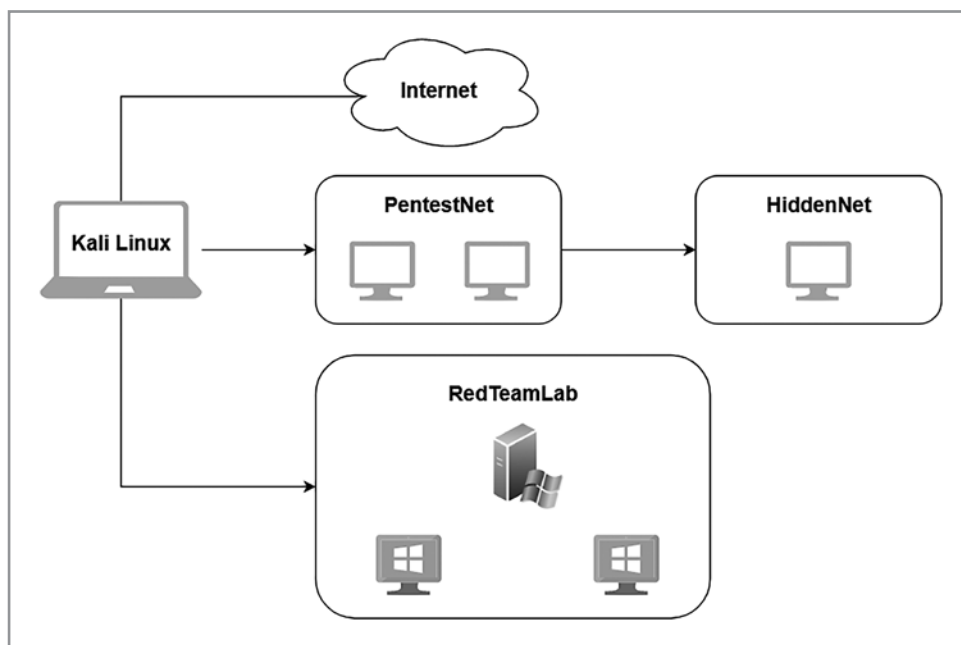 Internet
Kali Linux
PentestNet
HiddenNet
RedTeamLab